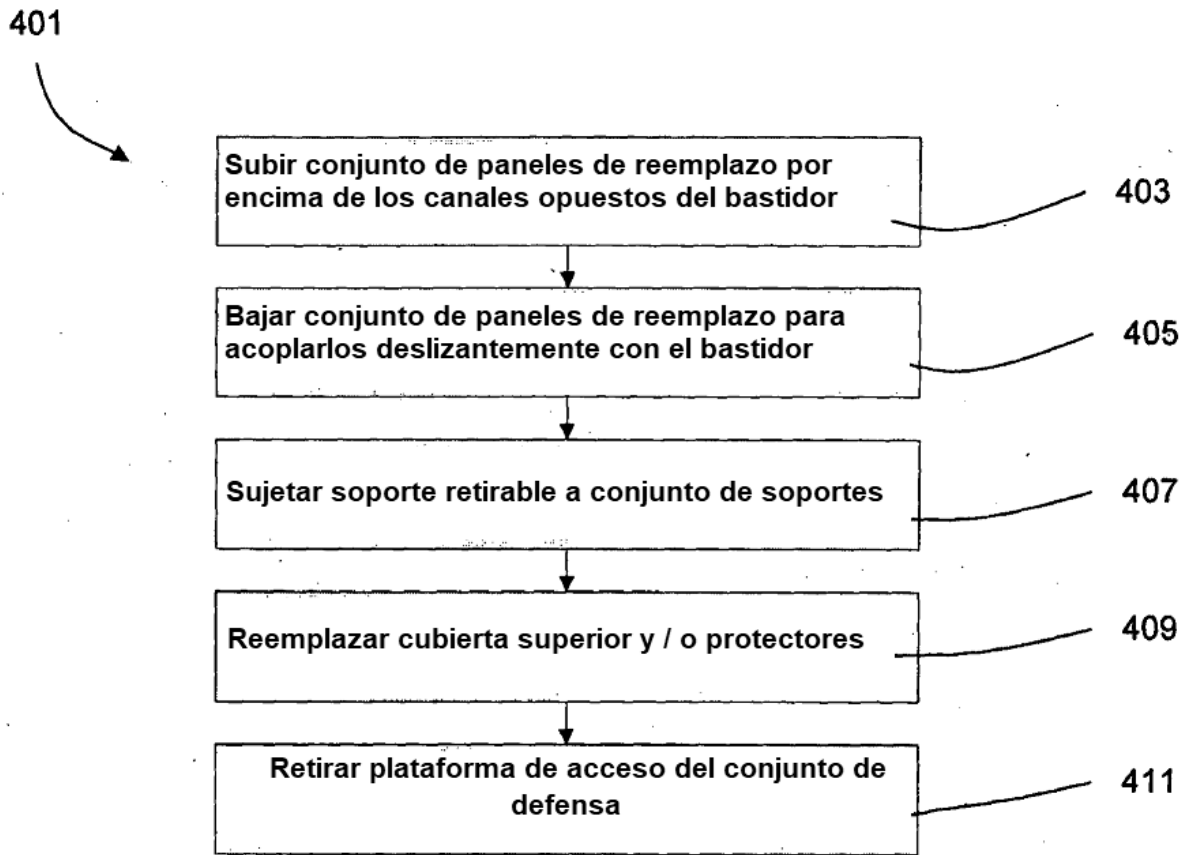 401
Subir conjunto de paneles de reemplazo por
encima de los canales opuestos del bastidor
403
Bajar conjunto de paneles de reemplazo para
acoplarlos deslizantemente con el bastidor
405
Sujetar soporte retirable a conjunto de soportes
407
Reemplazar cubierta superior y / o protectores
409
Retirar plataforma de acceso del conjunto de
defensa
411